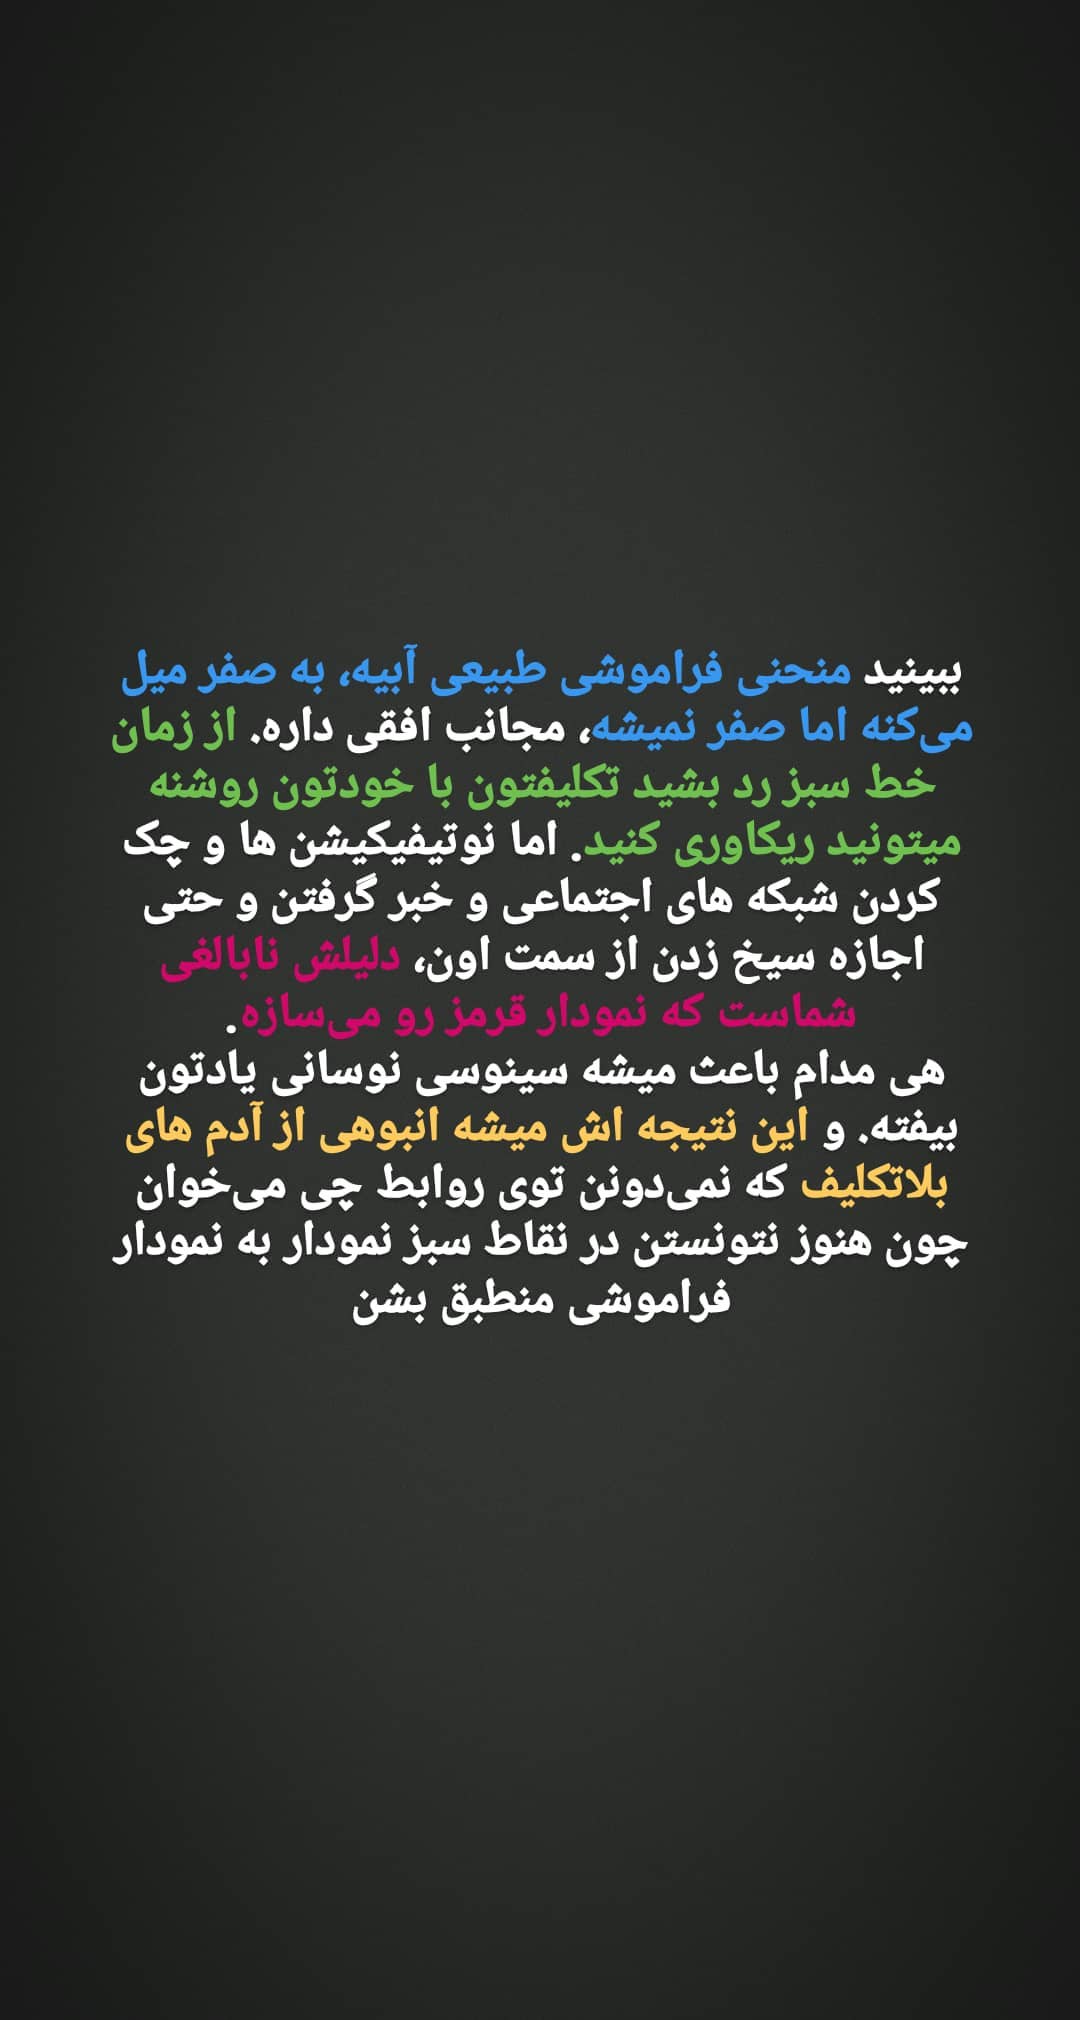 ببینید منحنی فراموشی طبیعی آبیه، به صفر میل
می‌کنه اما صفر نمیشه، مجانب افقی داره. از زمان
خط سبز رد بشید تکلیفتون با خودتون روشنه
میتونید ریکاوری کنید. اما نوتیفیکیشن ها و چک
کردن شبکه های اجتماعی و خبر گرفتن و حتی
اجازه سیخ زدن از سمت اون، دلیلش نابالغی
شماست که نمودار قرمز رو می‌سازه.
هی مدام باعث میشه سینوسی نوسانی یادتون
بیفته. و این نتیجه اش میشه انبوهی از آدم های
بلاتکلیف که نمی‌دونن توی روابط چی می‌خوان
چون هنوز نتونستن در نقاط سبز نمودار به نمودار
فراموشی منطبق بشن